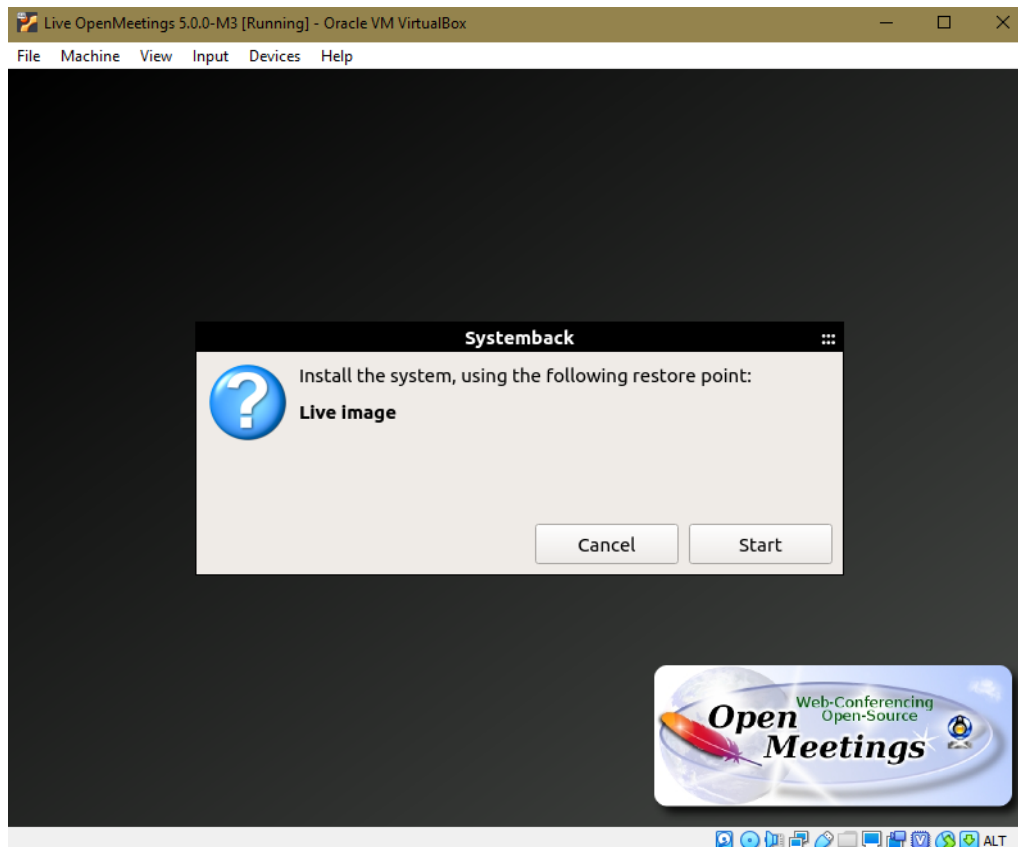 Live OpenMeetings 5.0.0-M3 [Running] - Oracle VM VirtualBox
File Machine View Input Devices Help
Systemback
Install the system, using the following restore point:
Live image
Cancel Start
Web-Conferencing
Open Open-Source
Meetings
ALT